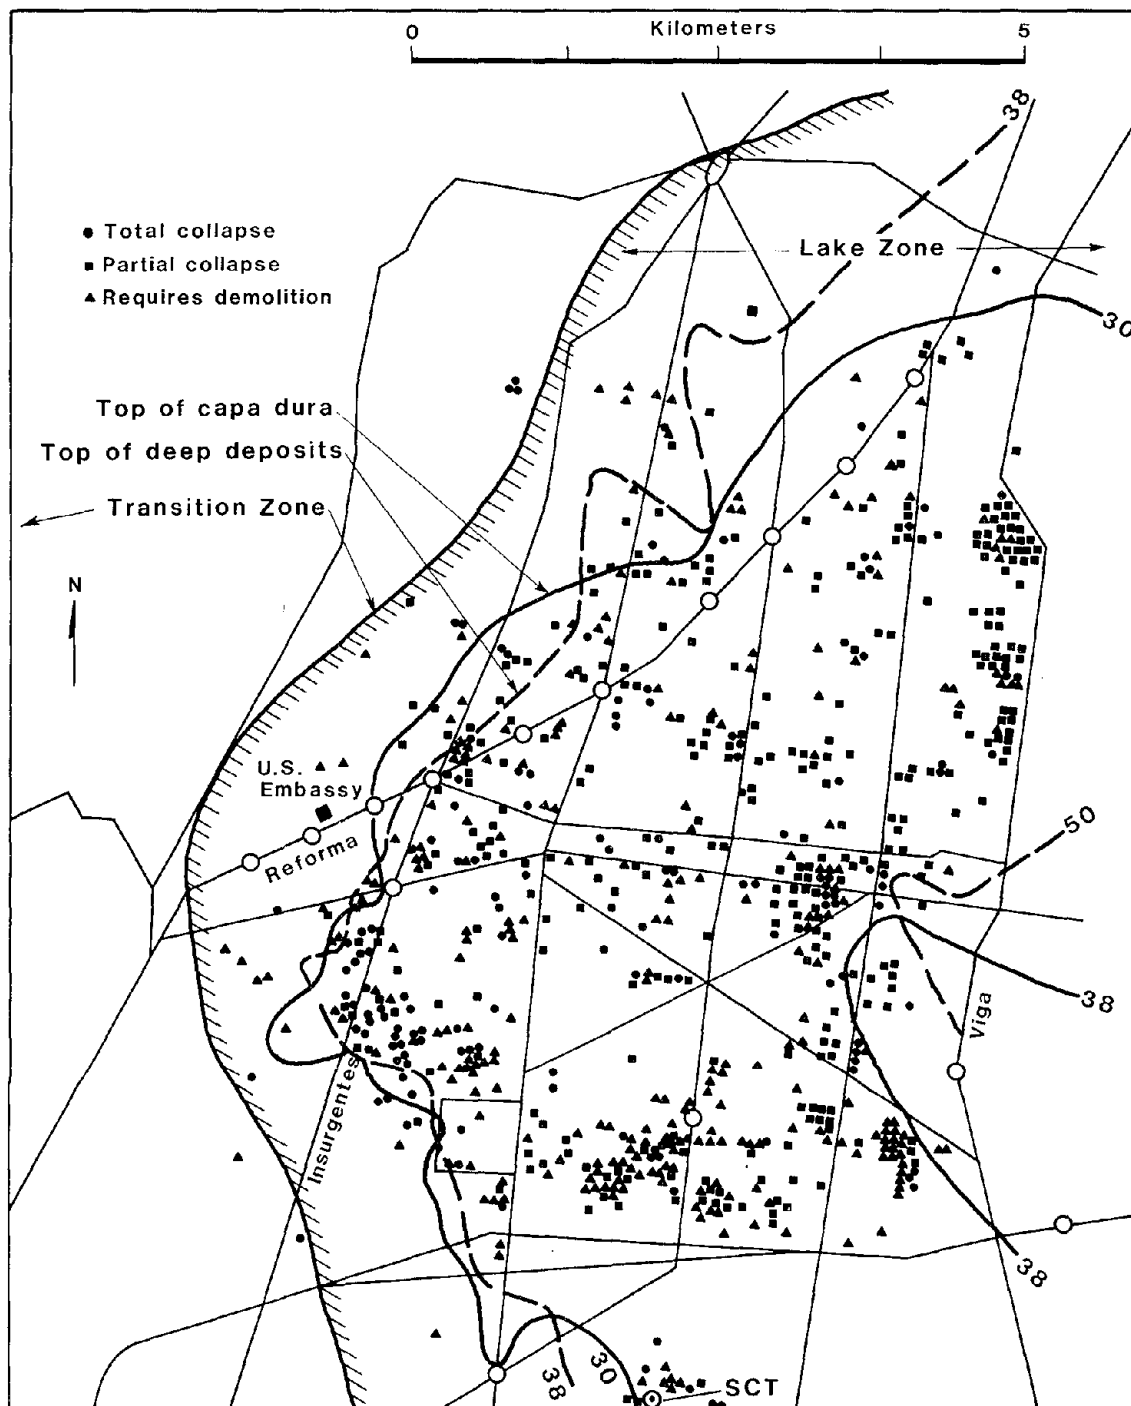 0 Kilometers 5
38
Total collapse
Partial collapse
Requires demolition
Lake Zone
30
Top of capa dura
Top of deep deposits
Transition Zone
N
U.S.
Embassy
Reforma
50
38
Viga
Insurgentes
38
38
30
SCT